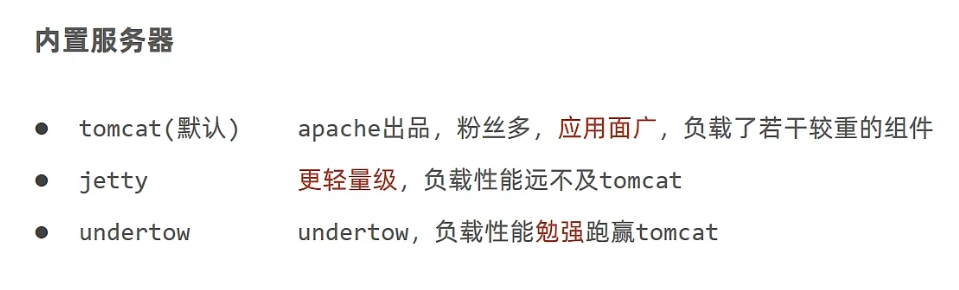 内置服务器
● tomcat(默认) apache出品，粉丝多，应用面广，负载了若干较重的组件
● jetty 更轻量级，负载性能远不及tomcat
● undertow undertow，负载性能勉强跑赢tomcat